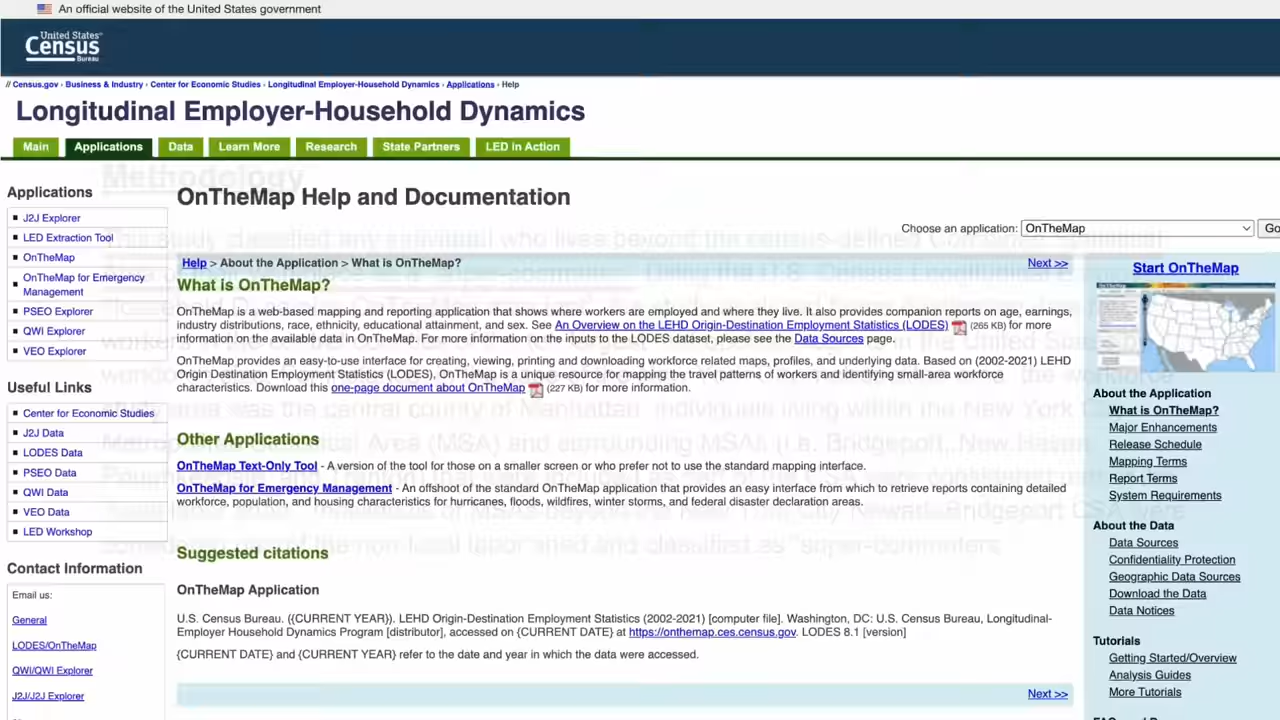 An official website of the United States government
United States®
Census
Bureau
// Census.gov › Business & Industry › Center for Economic Studies › Longitudinal Employer-Household Dynamics › Applications › Help
Longitudinal Employer-Household Dynamics
Main
Applications
Data
Learn More
Research
State Partners
LED in Action
Methodology
Applications
J2J Explorer
LED Extraction Tool
OnTheMap
OnTheMap for Emergency
Management
PSEO Explorer
QWI Explorer
VEO Explorer
Useful Links
Center for Economic Studies
J2J Data
LODES Data
PSEO Data
QWI Data
VEO Data
LED Workshop
Contact Information
Email us:
General
LODES/OnTheMap
QWI/QWI Explorer
J2J/J2J Explorer
OnTheMap Help and Documentation
Choose an application: OnTheMap
Go
Help > About the Application > What is OnTheMap?
Next >>
What is OnTheMap?
OnTheMap is a web-based mapping and reporting application that shows where workers are employed and where they live. It also provides companion reports on age, earnings,
industry distributions, race, ethnicity, educational attainment, and sex. See An Overview on the LEHD Origin-Destination Employment Statistics (LODES) (265 KB) for more
information on the available data in OnTheMap. For more information on the inputs to the LODES dataset, please see the Data Sources page.
OnTheMap provides an easy-to-use interface for creating, viewing, printing and downloading workforce related maps, profiles, and underlying data. Based on (2002-2021) LEHD
Origin Destination Employment Statistics (LODES), OnTheMap is a unique resource for mapping the travel patterns of workers and identifying small-area workforce
characteristics. Download this one-page document about OnTheMap (227 KB) for more information.
Other Applications
OnTheMap Text-Only Tool - A version of the tool for those on a smaller screen or who prefer not to use the standard mapping interface.
OnTheMap for Emergency Management - An offshoot of the standard OnTheMap application that provides an easy interface from which to retrieve reports containing detailed
workforce, population, and housing characteristics for hurricanes, floods, wildfires, winter storms, and federal disaster declaration areas.
Suggested citations
OnTheMap Application
U.S. Census Bureau. ({CURRENT YEAR}). LEHD Origin-Destination Employment Statistics (2002-2021) [computer file]. Washington, DC: U.S. Census Bureau, Longitudinal-
Employer Household Dynamics Program [distributor], accessed on {CURRENT DATE} at https://onthemap.ces.census.gov. LODES 8.1 [version]
{CURRENT DATE} and {CURRENT YEAR} refer to the date and year in which the data were accessed.
Next >>
Start OnTheMap
About the Application
What is OnTheMap?
Major Enhancements
Release Schedule
Mapping Terms
Report Terms
System Requirements
About the Data
Data Sources
Confidentiality Protection
Geographic Data Sources
Download the Data
Data Notices
Tutorials
Getting Started/Overview
Analysis Guides
More Tutorials